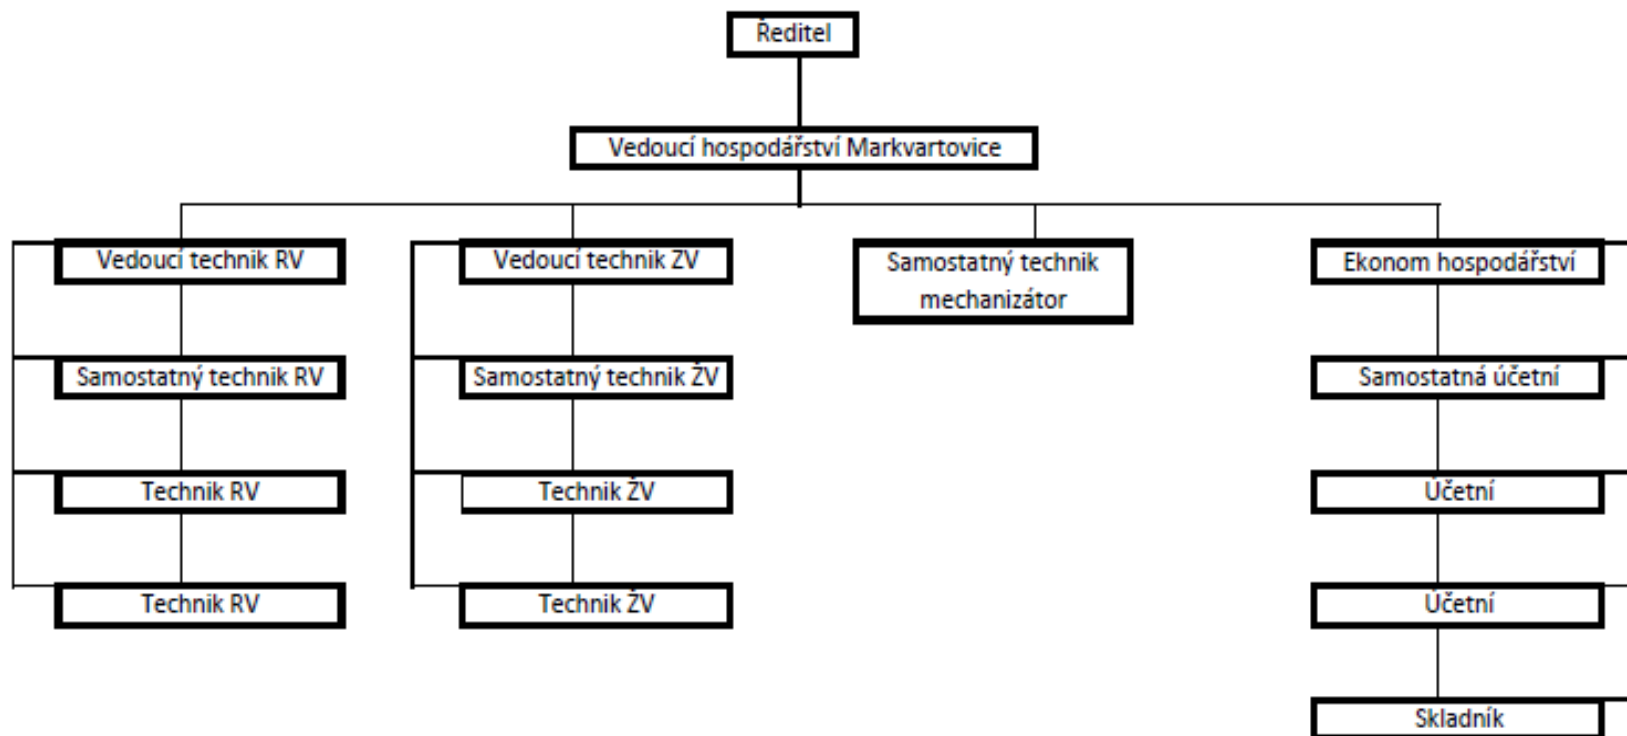 Ředitel
Vedoucí hospodářství Markvartovice
Vedoucí technik RV
Vedoucí technik ŽV
Samostatný technik
mechanizátor
Ekonom hospodářství
Samostatný technik RV
Samostatný technik ŽV
Samostatná účetní
Technik RV
Technik ŽV
Účetní
Technik RV
Technik ŽV
Účetní
Skladník